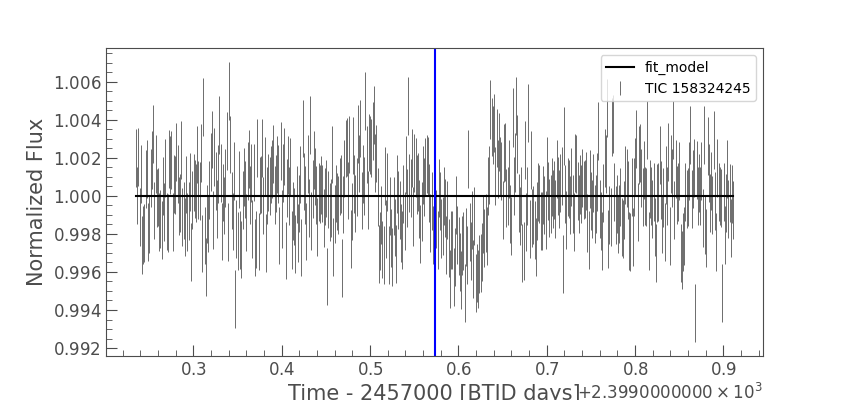 fit_model
TIC 158324245
1.006
1.004
1.002
1.000
0.998
0.996
0.994
0.992
Normalized Flux
0.3 0.4 0.5 0.6 0.7 0.8 0.9
Time - 2457000 [BTJD days]
+2.3990000000 × 10³